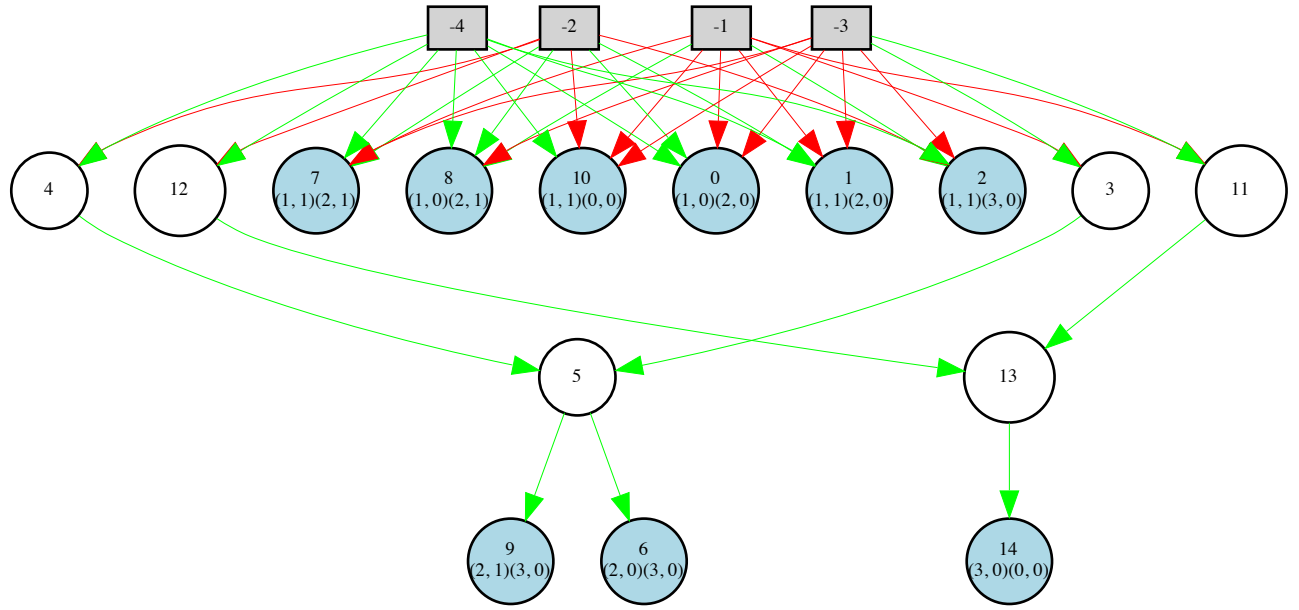 -4
-2
-1
-3
4
12
7
(1, 1)(2, 1)
8
(1, 0)(2, 1)
10
(1, 1)(0, 0)
0
(1, 0)(2, 0)
1
(1, 1)(2, 0)
2
(1, 1)(3, 0)
3
11
5
13
9
(2, 1)(3, 0)
6
(2, 0)(3, 0)
14
(3, 0)(0, 0)